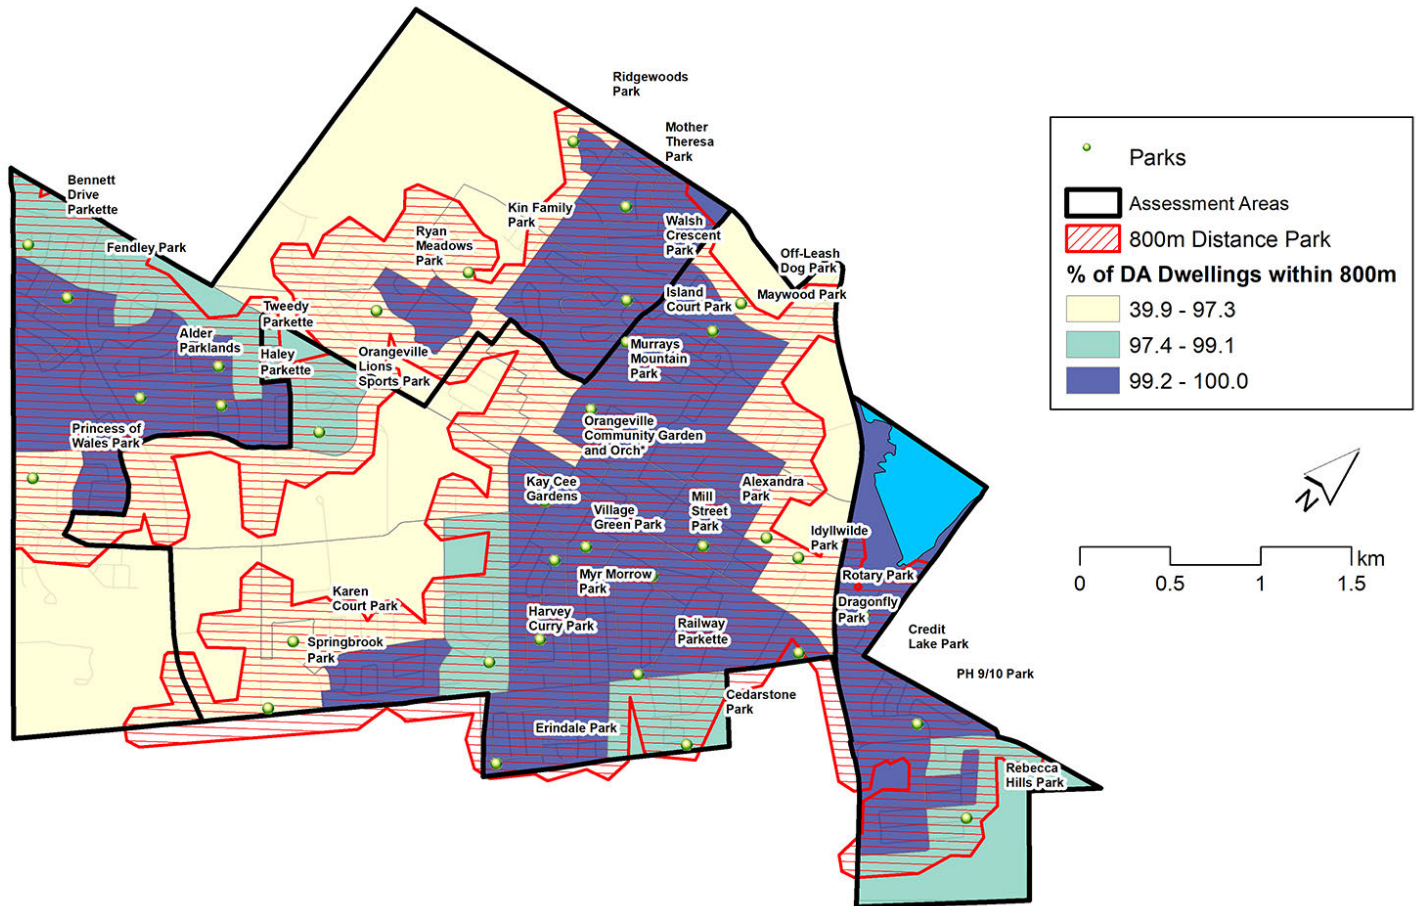 Ridgewoods
Park
Mother
Theresa
Park
Bennett
Drive
Parkette
Kin Family
Park
Walsh
Crescent
Park
Ryan
Meadows
Park
Fendley Park
Off-Leash
Dog Park
Island
Court Park
Maywood Park
Tweedy
Parkette
Alder
Parklands
Haley
Parkette
Orangeville
Lions
Sports Park
Murrays
Mountain
Park
Princess of
Wales Park
Orangeville
Community Garden
and Orch*
Kay Cee
Gardens
Alexandra
Park
Mill
Street
Park
Village
Green Park
Idyllwilde
Park
Myr Morrow
Park
Rotary Park
Karen
Court Park
Dragonfly
Park
Harvey
Curry Park
Railway
Parkette
Springbrook
Park
Credit
Lake Park
PH 9/10 Park
Cedarstone
Park
Erindale Park
Rebecca
Hills Park
Parks
Assessment Areas
800m Distance Park
% of DA Dwellings within 800m
39.9 - 97.3
97.4 - 99.1
99.2 - 100.0
N
km
0 0.5 1 1.5